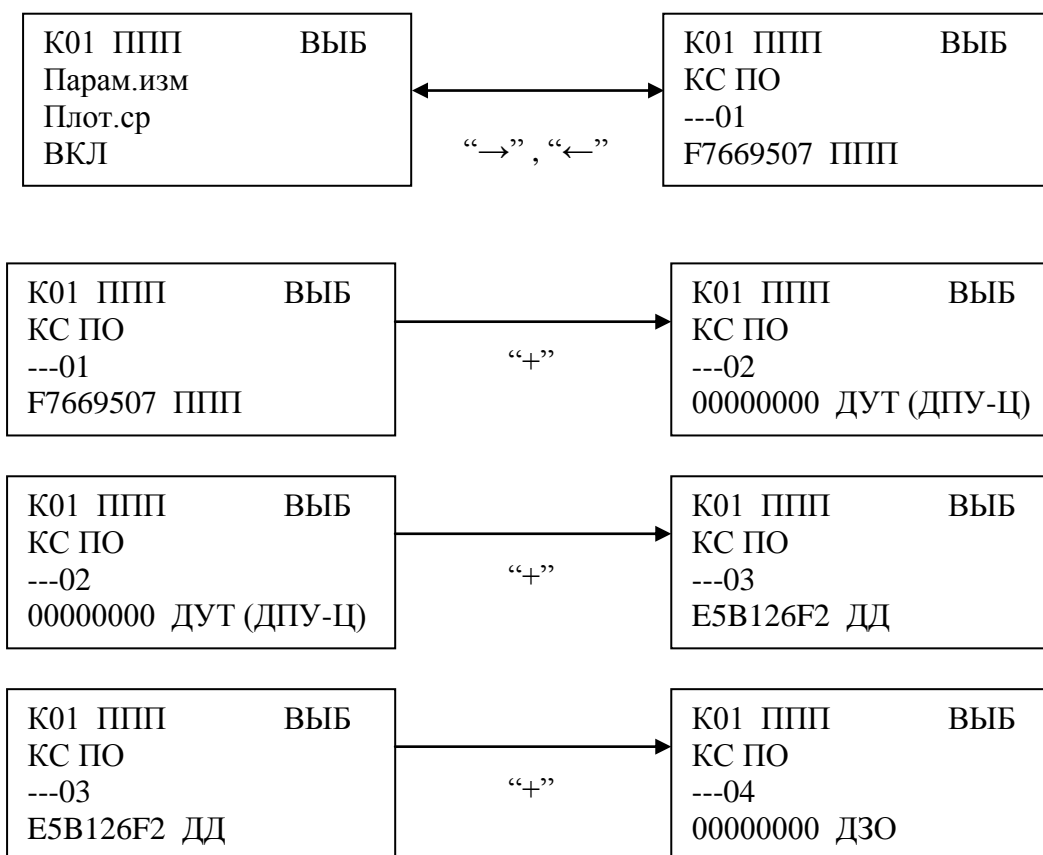 К01 ППП ВЫБ
Парам.изм
Плот.ср
ВКЛ
“→” , “←”
К01 ППП ВЫБ
КС ПО
---01
F7669507 ППП
К01 ППП ВЫБ
КС ПО
---01
F7669507 ППП
“+”
К01 ППП ВЫБ
КС ПО
---02
00000000 ДУТ (ДПУ-Ц)
К01 ППП ВЫБ
КС ПО
---02
00000000 ДУТ (ДПУ-Ц)
“+”
К01 ППП ВЫБ
КС ПО
---03
E5B126F2 ДД
К01 ППП ВЫБ
КС ПО
---03
E5B126F2 ДД
“+”
К01 ППП ВЫБ
КС ПО
---04
00000000 ДЗО